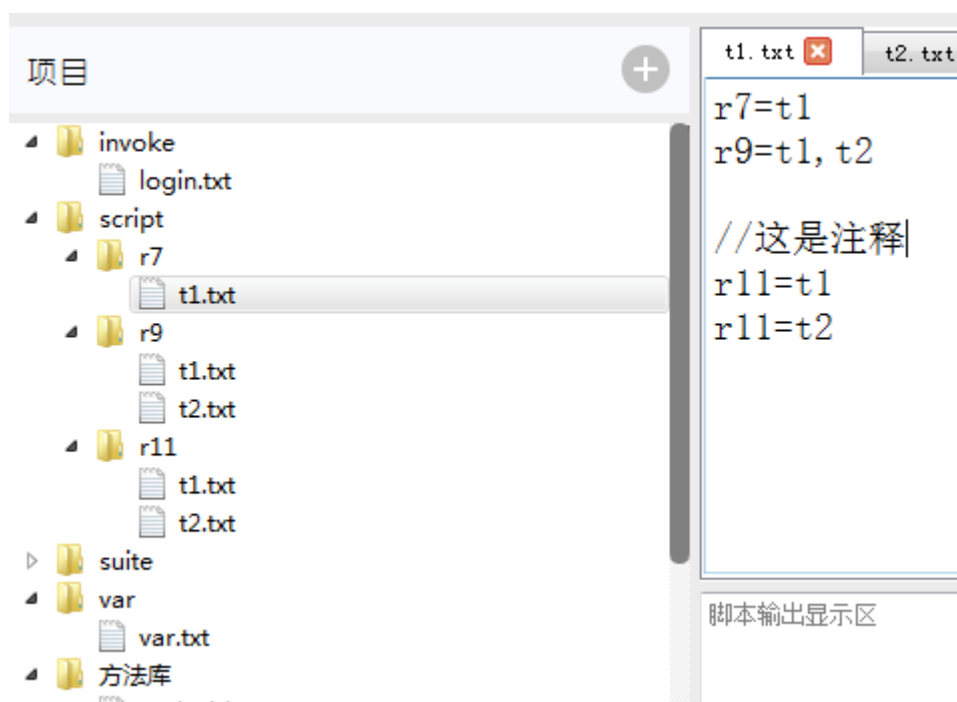 项目
invoke
login.txt
script
r7
t1.txt
r9
t1.txt
t2.txt
r11
t1.txt
t2.txt
suite
var
var.txt
方法库
t1.txt
t2.txt
r7=t1
r9=t1,t2
//这是注释
r11=t1
r11=t2
脚本输出显示区